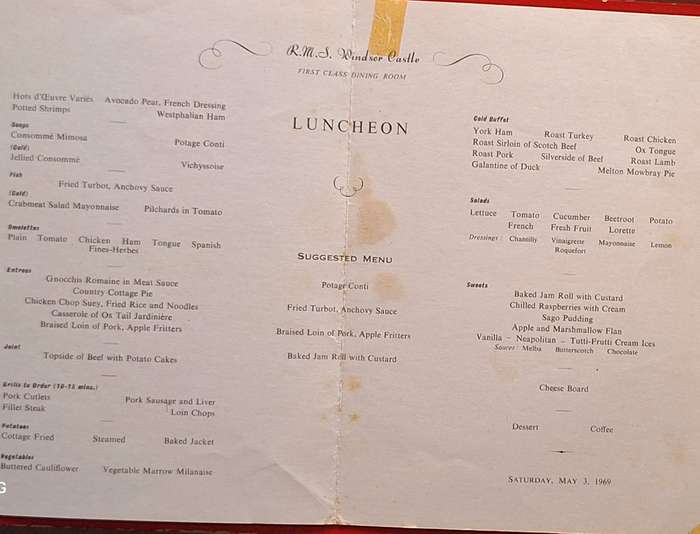 R.M.S. Windsor Castle
FIRST CLASS DINING ROOM
Hors d'Œuvre Variés Avocado Pear, French Dressing
Potted Shrimps Westphalian Ham
Soups
Consommé Mimosa Potage Conti
(Cold)
Jellied Consommé Vichyssoise
Fish
Fried Turbot, Anchovy Sauce
(Cold)
Crabmeat Salad Mayonnaise Pilchards in Tomato
Omelettes
Plain Tomato Chicken Ham Tongue Spanish
Fines-Herbes
Entrees
Gnocchis Romaine in Meat Sauce
Country Cottage Pie
Chicken Chop Suey, Fried Rice and Noodles
Casserole of Ox Tail Jardinière
Braised Loin of Pork, Apple Fritters
Joint
Topside of Beef with Potato Cakes
Grills to Order (10-15 mins.)
Pork Cutlets Pork Sausage and Liver
Fillet Steak Loin Chops
Potatoes
Cottage Fried Steamed Baked Jacket
Vegetables
Buttered Cauliflower Vegetable Marrow Milanaise
G
LUNCHEON
SUGGESTED MENU
Potage Conti
Fried Turbot, Anchovy Sauce
Braised Loin of Pork, Apple Fritters
Baked Jam Roll with Custard
Cold Buffet
York Ham Roast Turkey Roast Chicken
Roast Sirloin of Scotch Beef Ox Tongue
Roast Pork Silverside of Beef Roast Lamb
Galantine of Duck Melton Mowbray Pie
Salads
Lettuce Tomato Cucumber Beetroot Potato
French Fresh Fruit Lorette
Dressings: Chantilly Vinaigrette Mayonnaise Lemon
Roquefort
Sweets
Baked Jam Roll with Custard
Chilled Raspberries with Cream
Sago Pudding
Apple and Marshmallow Flan
Vanilla – Neapolitan – Tutti-Frutti Cream Ices
Sauces: Melba Butterscotch Chocolate
Cheese Board
Dessert Coffee
SATURDAY, MAY 3, 1969